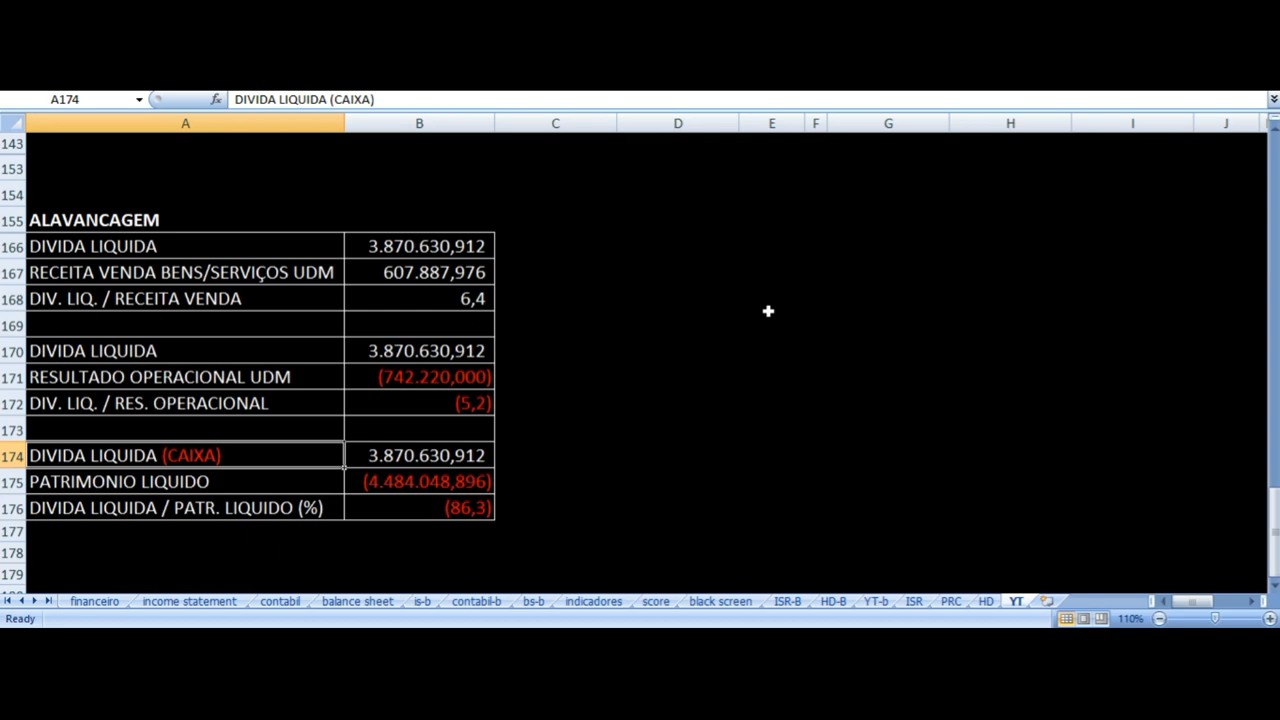 A174 fx DIVIDA LIQUIDA (CAIXA)
A B C D E F G H I J
143
153
154
155 ALAVANCAGEM
166 DIVIDA LIQUIDA 3.870.630,912
167 RECEITA VENDA BENS/SERVIÇOS UDM 607.887,976
168 DIV. LIQ. / RECEITA VENDA 6,4
169
170 DIVIDA LIQUIDA 3.870.630,912
171 RESULTADO OPERACIONAL UDM (742.220,000)
172 DIV. LIQ. / RES. OPERACIONAL (5,2)
173
174 DIVIDA LIQUIDA (CAIXA) 3.870.630,912
175 PATRIMONIO LIQUIDO (4.484.048,896)
176 DIVIDA LIQUIDA / PATR. LIQUIDO (%) (86,3)
177
178
179
financeiro income statement contabil balance sheet is-b contabil-b bs-b indicadores score black screen ISR-B HD-B YT-b ISR PRC HD YT
Ready 110%